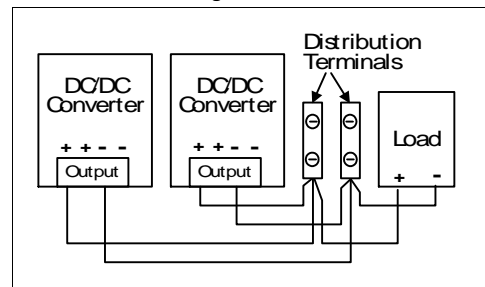 Distribution
Terminals
DC/DC
Converter
+ + - -
Output
DC/DC
Converter
+ + - -
Output
Load
+ -